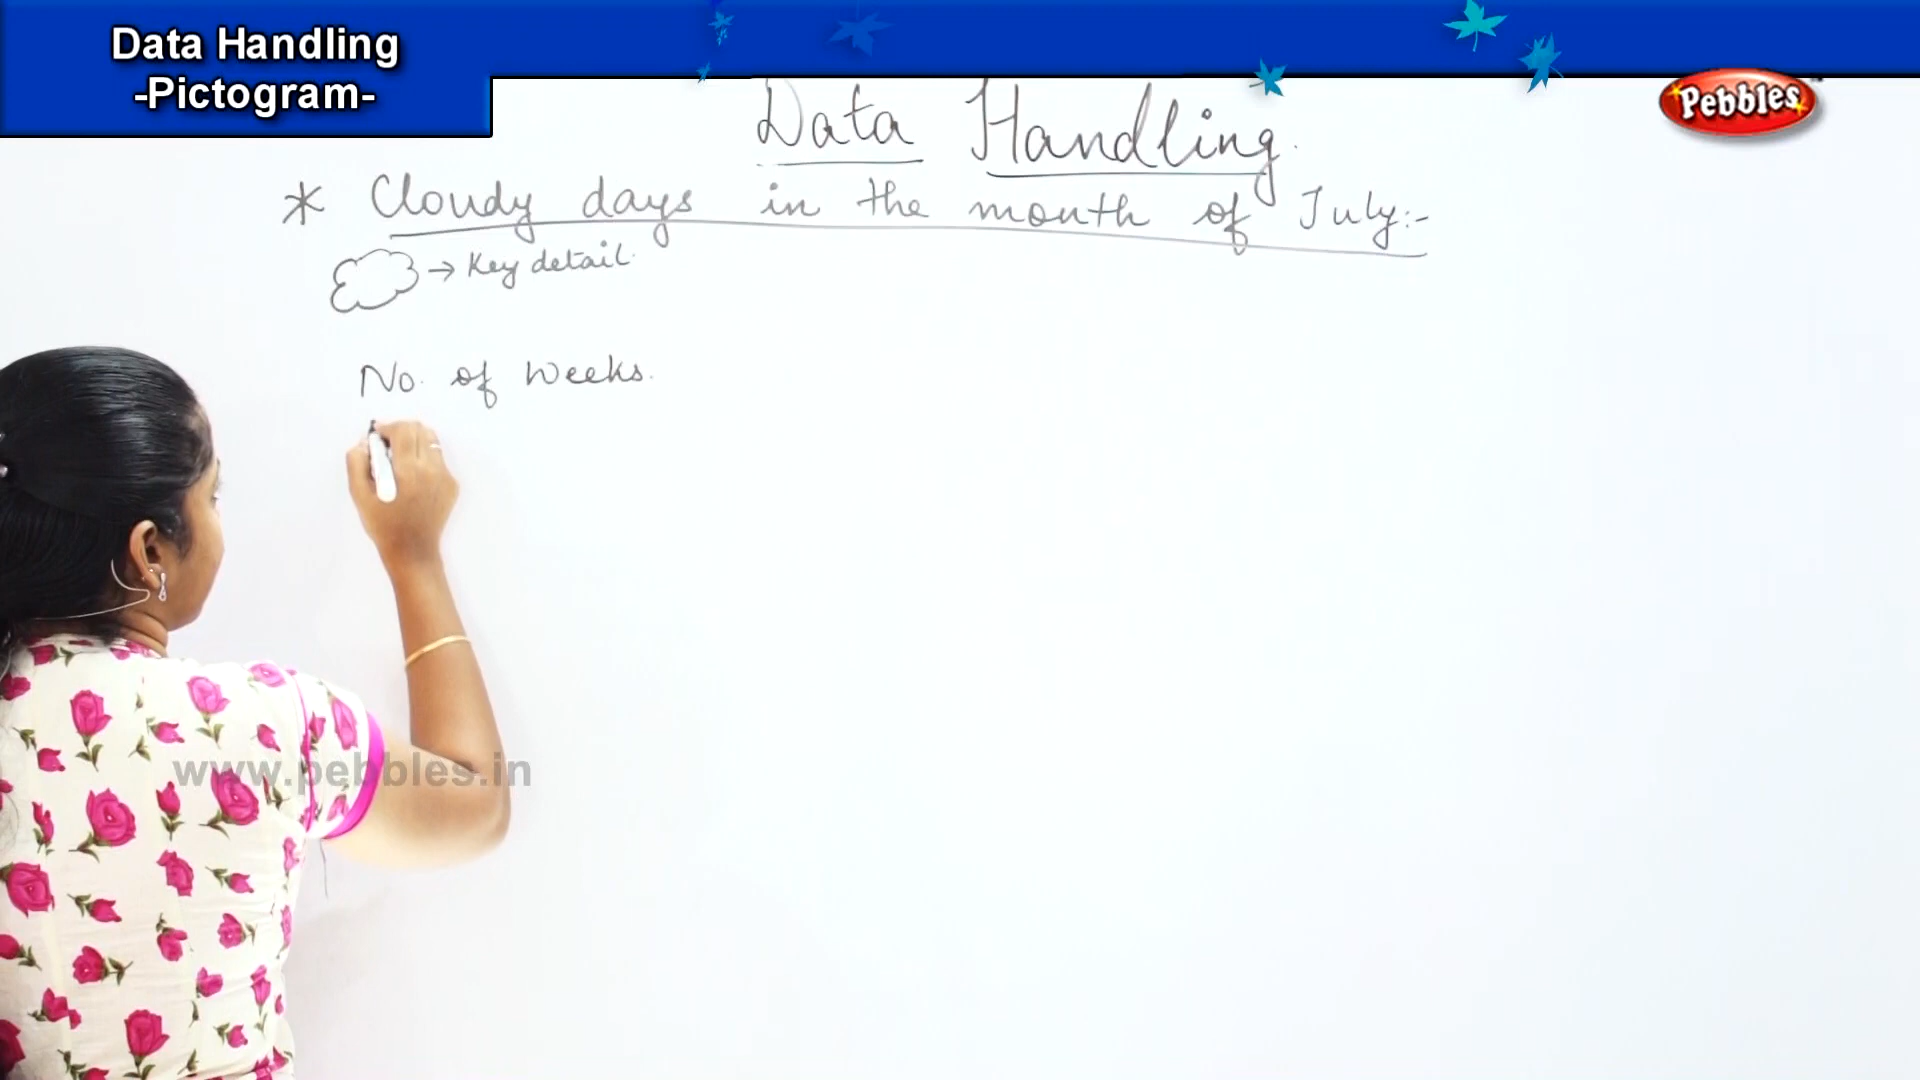 Data Handling
-Pictogram-
Pebbles
Data Handling.
* Cloudy days in the month of July:-
→ Key detail.
No. of Weeks.
www.pebbles.in